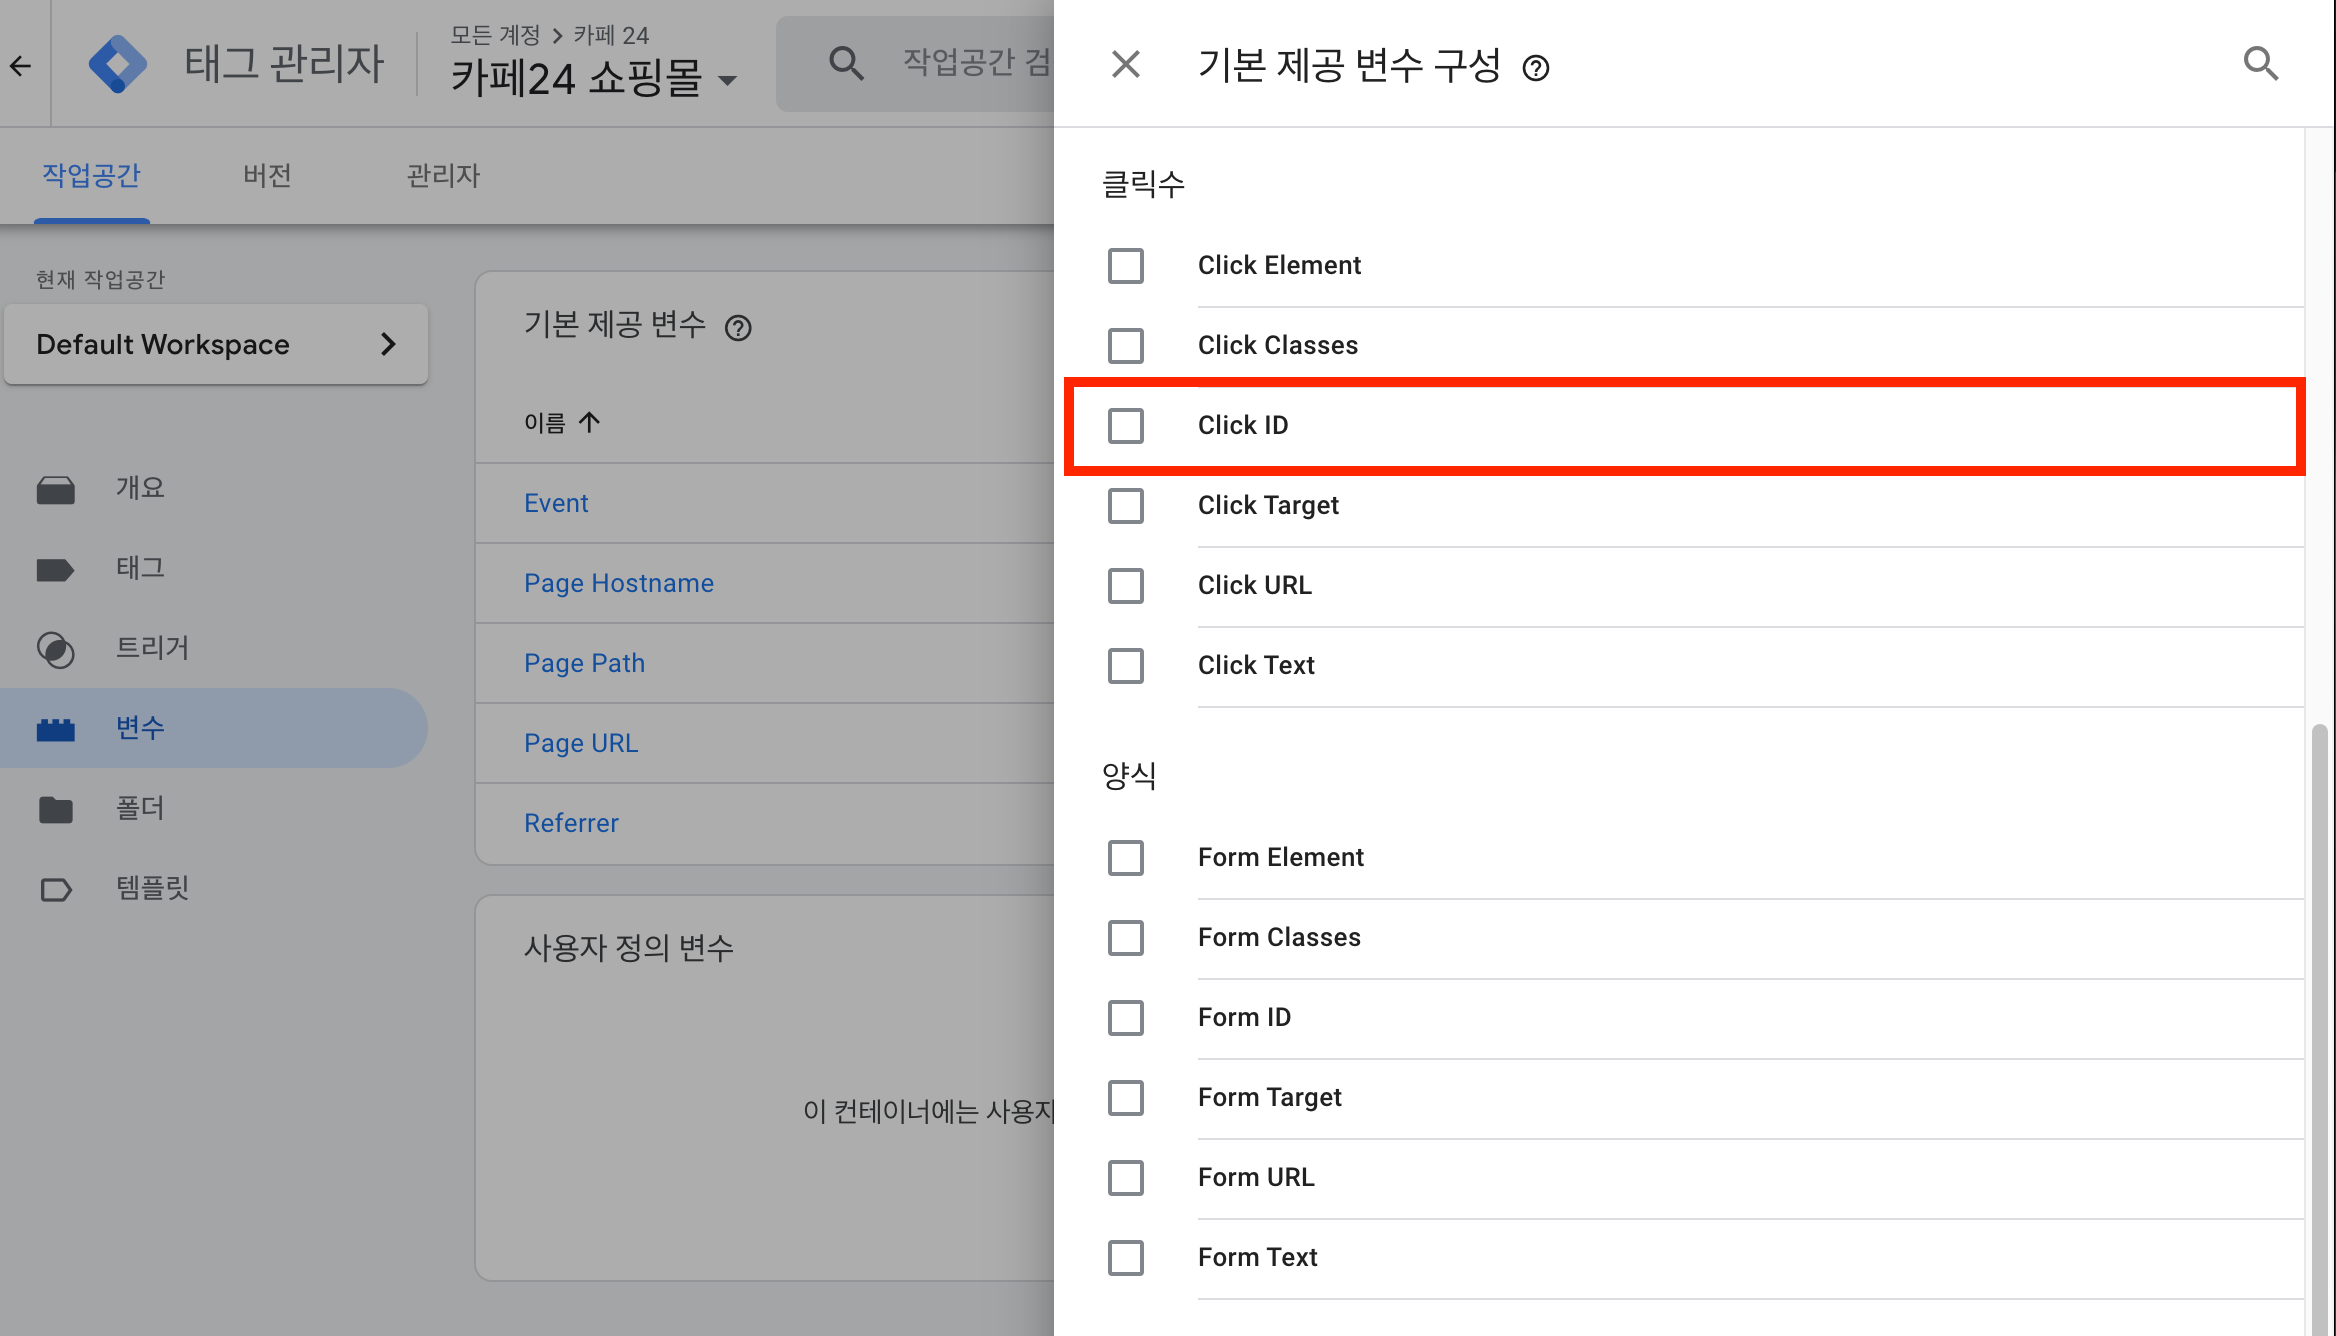 태그 관리자
모든 계정 > 카페 24
카페24 쇼핑몰
작업공간 검
작업공간
버전
관리자
현재 작업공간
Default Workspace
개요
태그
트리거
변수
폴더
템플릿
기본 제공 변수
이름
Event
Page Hostname
Page Path
Page URL
Referrer
사용자 정의 변수
이 컨테이너에는 사용자
기본 제공 변수 구성
클릭수
Click Element
Click Classes
Click ID
Click Target
Click URL
Click Text
양식
Form Element
Form Classes
Form ID
Form Target
Form URL
Form Text